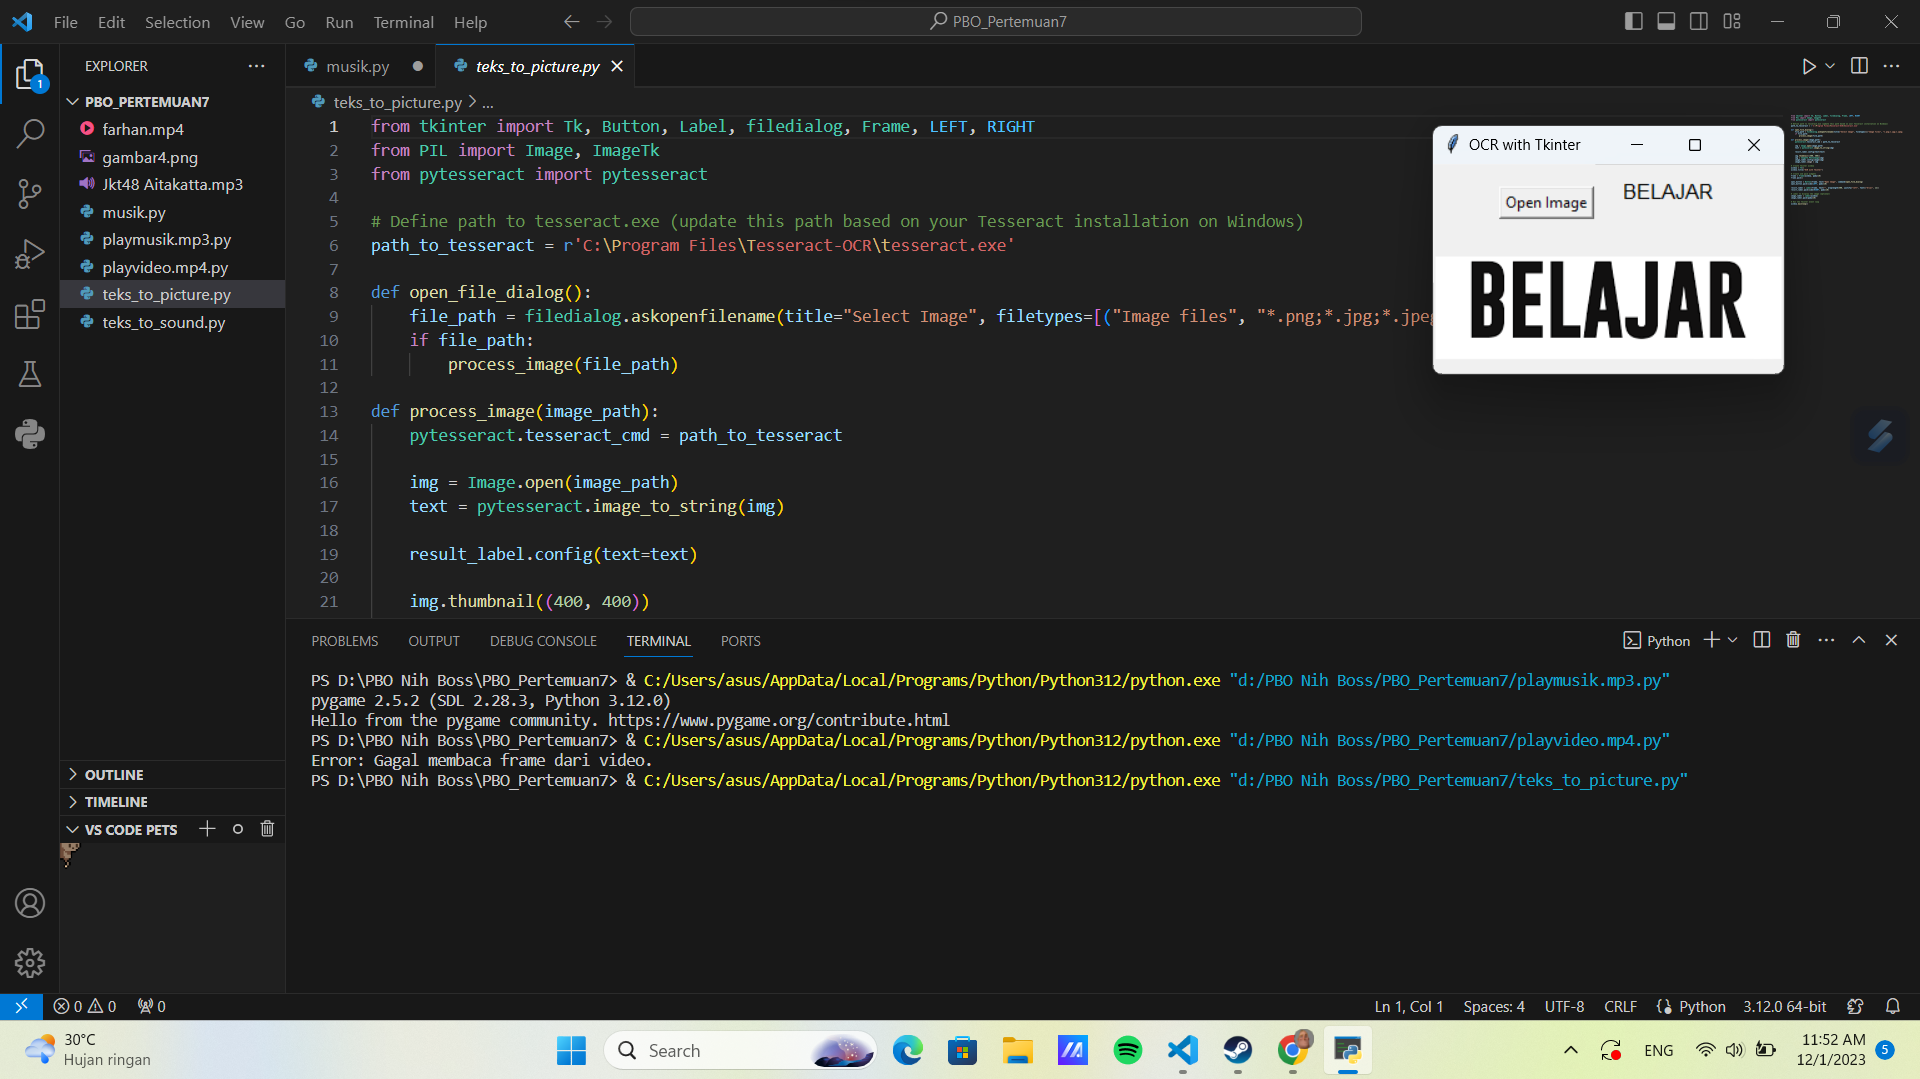 File Edit Selection View Go Run Terminal Help
PBO_Pertemuan7
EXPLORER
1
PBO_PERTEMUAN7
farhan.mp4
gambar4.png
Jkt48 Aitakatta.mp3
musik.py
playmusik.mp3.py
playvideo.mp4.py
teks_to_picture.py
teks_to_sound.py
OUTLINE
TIMELINE
VS CODE PETS
musik.py
teks_to_picture.py
teks_to_picture.py > ...
1 from tkinter import Tk, Button, Label, filedialog, Frame, LEFT, RIGHT
2 from PIL import Image, ImageTk
3 from pytesseract import pytesseract
4
5 # Define path to tesseract.exe (update this path based on your Tesseract installation on Windows)
6 path_to_tesseract = r'C:\Program Files\Tesseract-OCR\tesseract.exe'
7
8 def open_file_dialog():
9 file_path = filedialog.askopenfilename(title="Select Image", filetypes=[("Image files", "*.png;*.jpg;*.jpeg
10 if file_path:
11 process_image(file_path)
12
13 def process_image(image_path):
14 pytesseract.tesseract_cmd = path_to_tesseract
15
16 img = Image.open(image_path)
17 text = pytesseract.image_to_string(img)
18
19 result_label.config(text=text)
20
21 img.thumbnail((400, 400))
OCR with Tkinter
Open Image
BELAJAR
BELAJAR
PROBLEMS OUTPUT DEBUG CONSOLE TERMINAL PORTS
Python
PS D:\PBO Nih Boss\PBO_Pertemuan7> & C:/Users/asus/AppData/Local/Programs/Python/Python312/python.exe "d:/PBO Nih Boss/PBO_Pertemuan7/playmusik.mp3.py"
pygame 2.5.2 (SDL 2.28.3, Python 3.12.0)
Hello from the pygame community. https://www.pygame.org/contribute.html
PS D:\PBO Nih Boss\PBO_Pertemuan7> & C:/Users/asus/AppData/Local/Programs/Python/Python312/python.exe "d:/PBO Nih Boss/PBO_Pertemuan7/playvideo.mp4.py"
Error: Gagal membaca frame dari video.
PS D:\PBO Nih Boss\PBO_Pertemuan7> & C:/Users/asus/AppData/Local/Programs/Python/Python312/python.exe "d:/PBO Nih Boss/PBO_Pertemuan7/teks_to_picture.py"
0 0 0
Ln 1, Col 1 Spaces: 4 UTF-8 CRLF Python 3.12.0 64-bit
30°C
Hujan ringan
Search
ENG
11:52 AM
12/1/2023
5